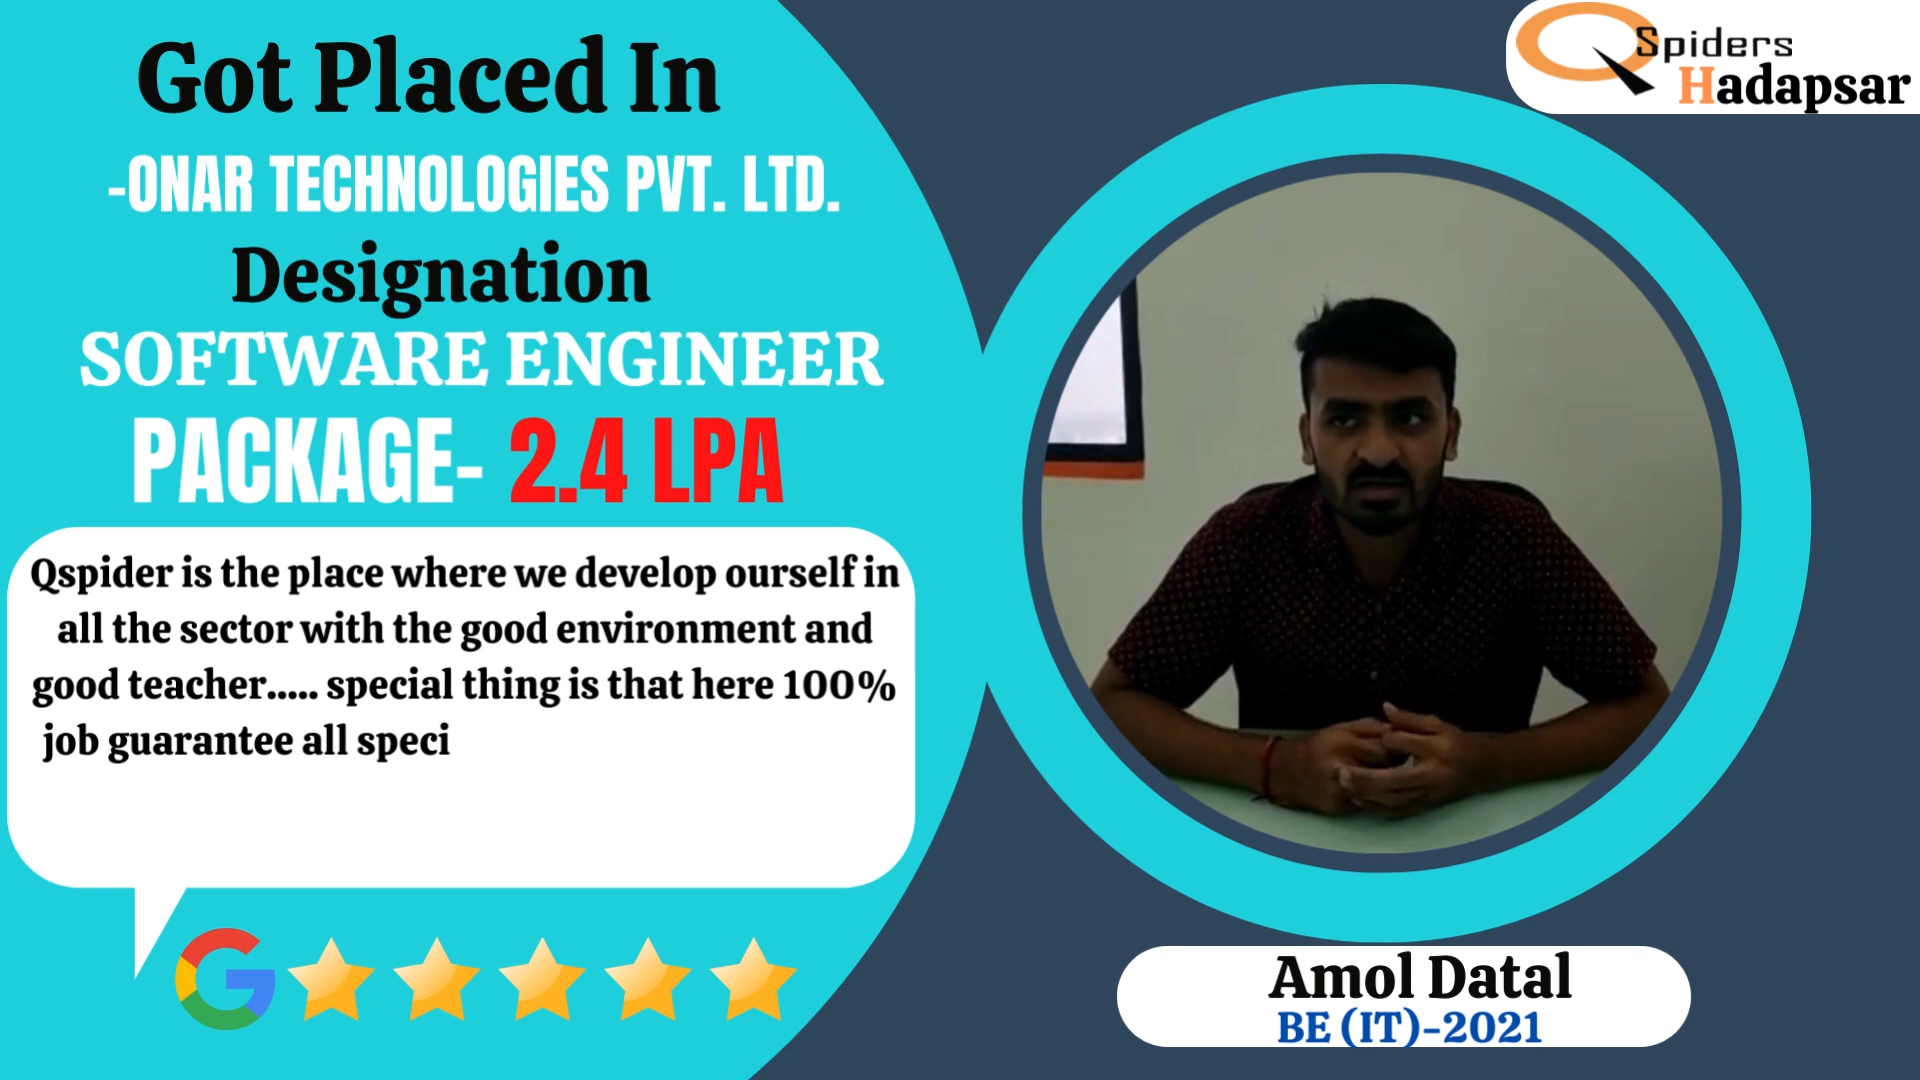 Got Placed In
-ONAR TECHNOLOGIES PVT. LTD.
Designation
SOFTWARE ENGINEER
PACKAGE- 2.4 LPA
Qspider is the place where we develop ourself in
all the sector with the good environment and
good teacher..... special thing is that here 100%
job guarantee all speci
QSpiders
Hadapsar
Amol Datal
BE (IT)-2021